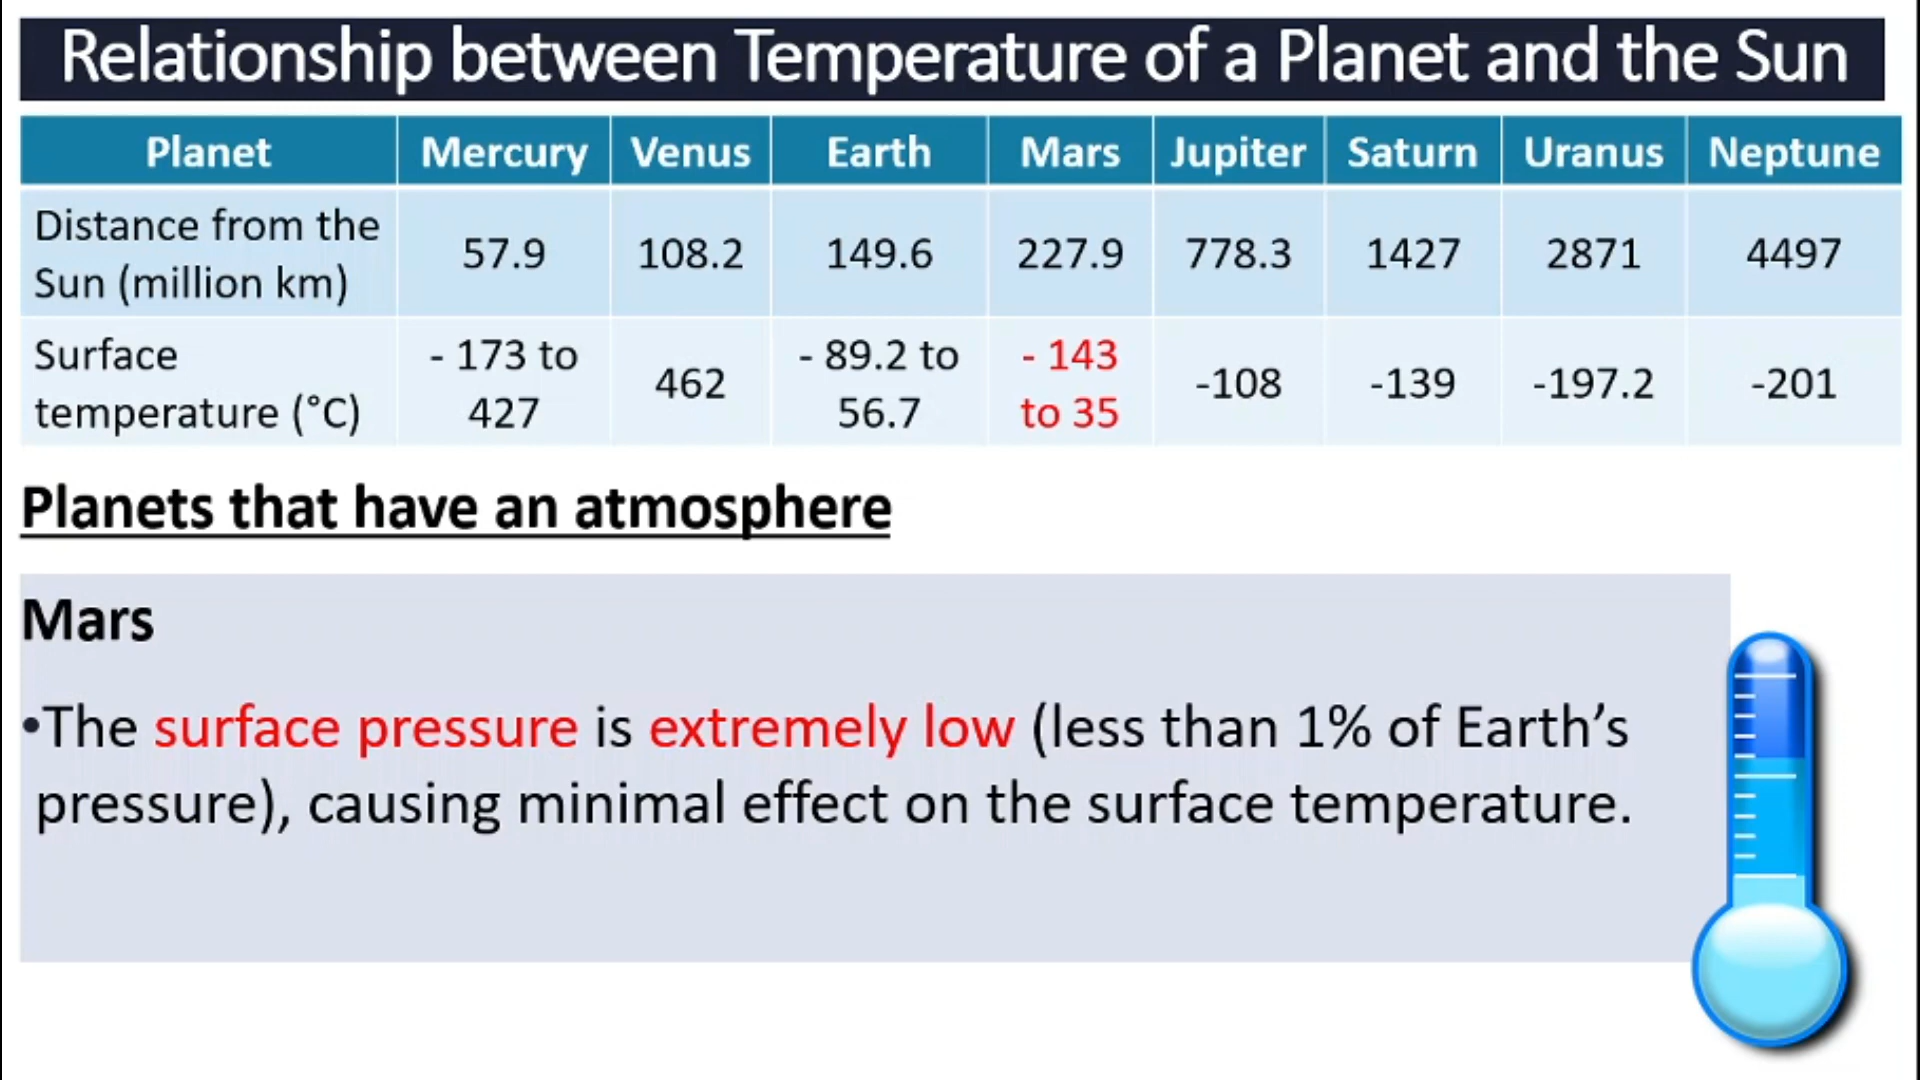 Relationship between Temperature of a Planet and the Sun
Planet Mercury Venus Earth Mars Jupiter Saturn Uranus Neptune
Distance from the Sun (million km) 57.9 108.2 149.6 227.9 778.3 1427 2871 4497
Surface temperature (°C) - 173 to 427 462 - 89.2 to 56.7 - 143 to 35 -108 -139 -197.2 -201
Planets that have an atmosphere
Mars
•The surface pressure is extremely low (less than 1% of Earth’s
pressure), causing minimal effect on the surface temperature.